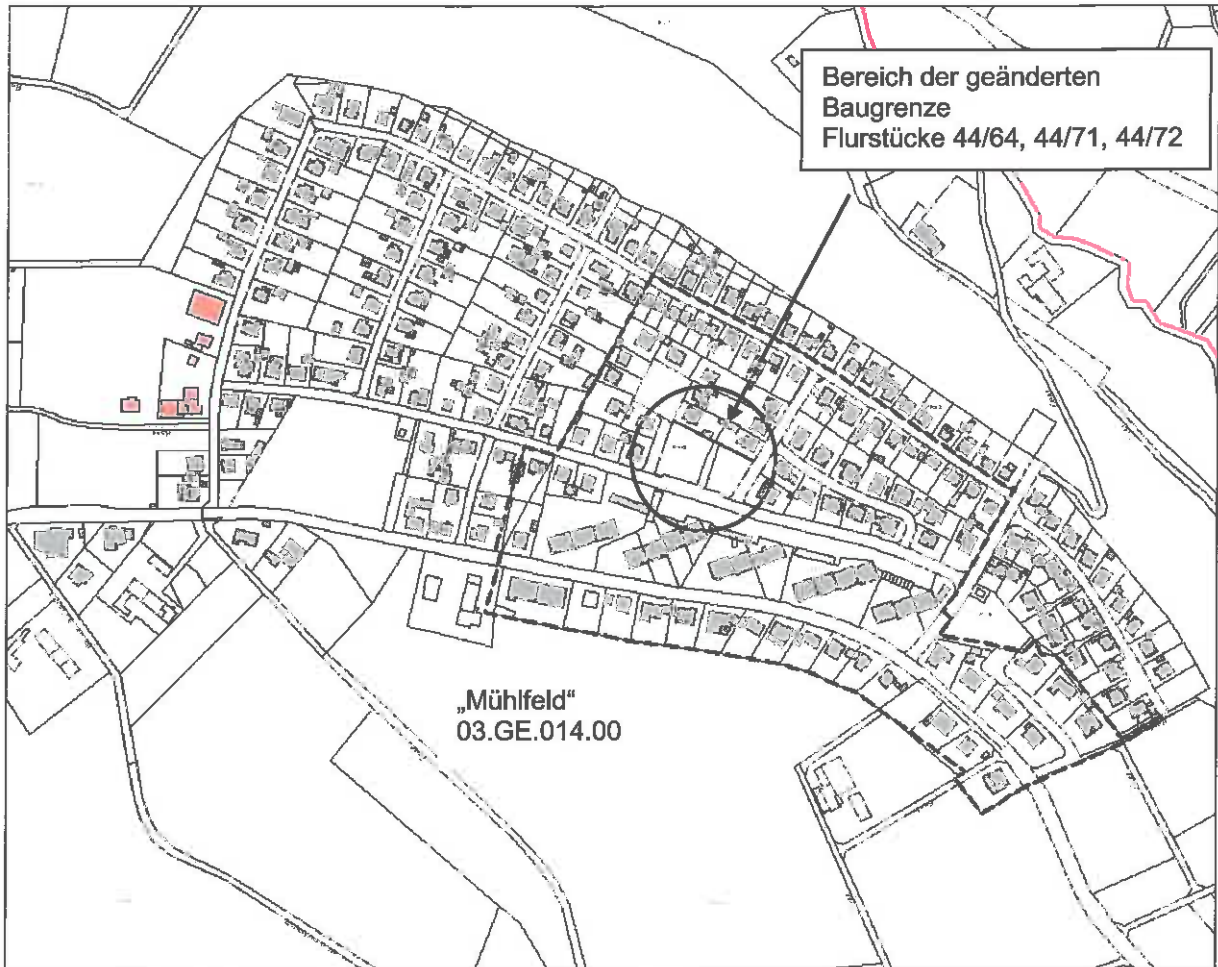 Bereich der geänderten
Baugrenze
Flurstücke 44/64, 44/71, 44/72
„Mühlfeld“
03.GE.014.00